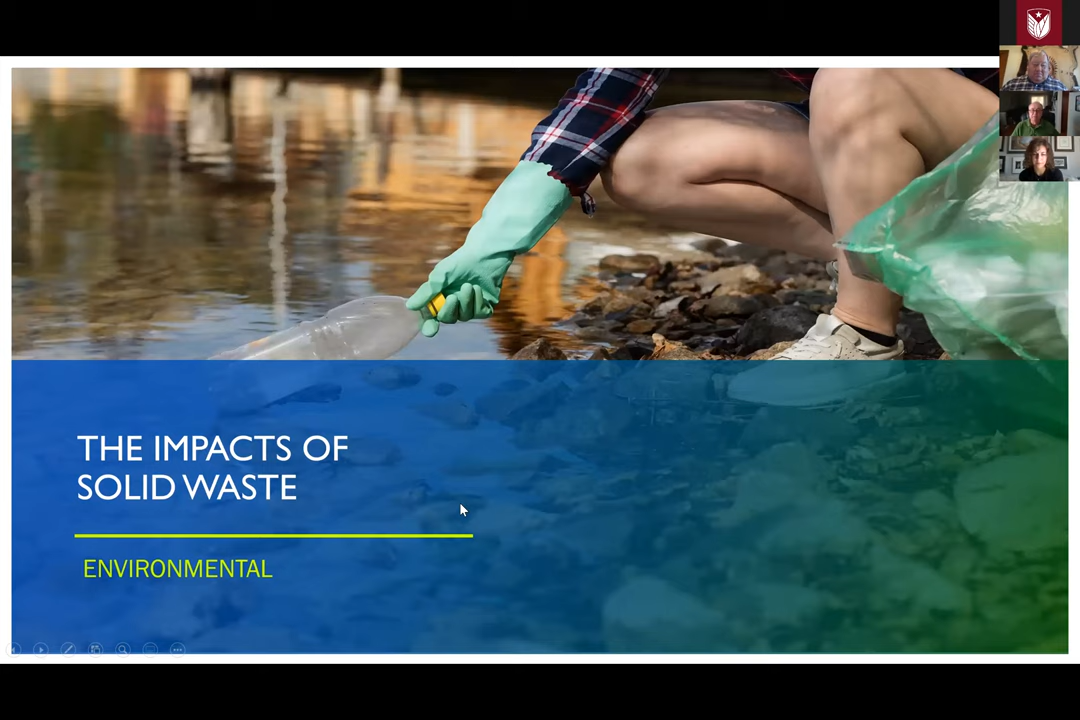 THE IMPACTS OF
SOLID WASTE
ENVIRONMENTAL